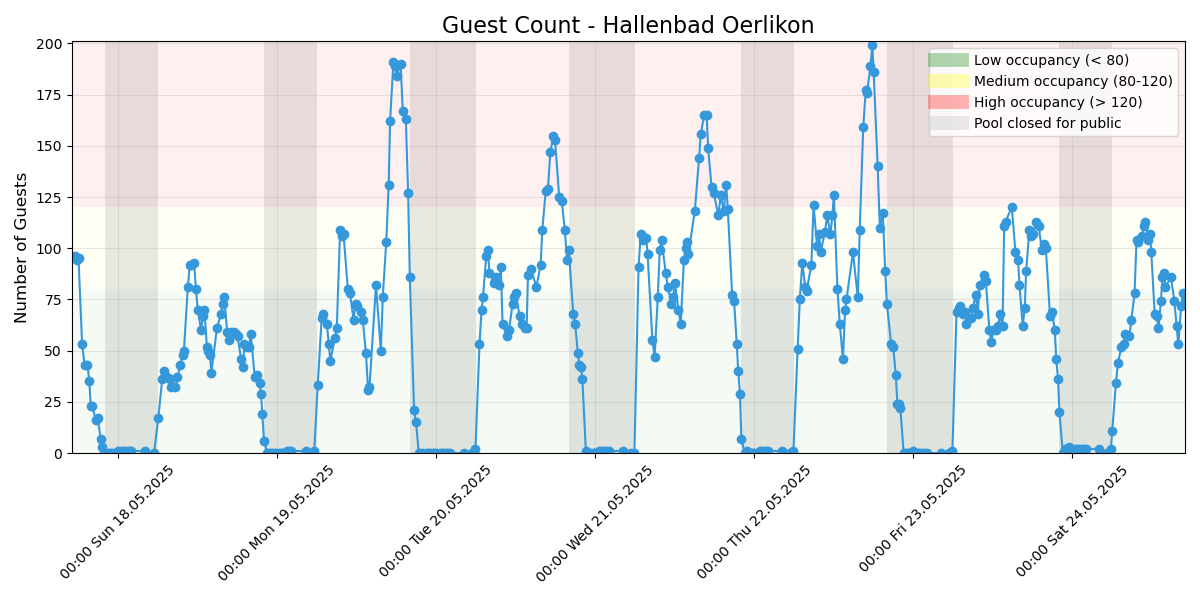 Guest Count - Hallenbad Oerlikon
Number of Guests
200
175
150
125
100
75
50
25
0
Low occupancy (< 80)
Medium occupancy (80-120)
High occupancy (> 120)
Pool closed for public
00:00 Sun 18.05.2025
00:00 Mon 19.05.2025
00:00 Tue 20.05.2025
00:00 Wed 21.05.2025
00:00 Thu 22.05.2025
00:00 Fri 23.05.2025
00:00 Sat 24.05.2025